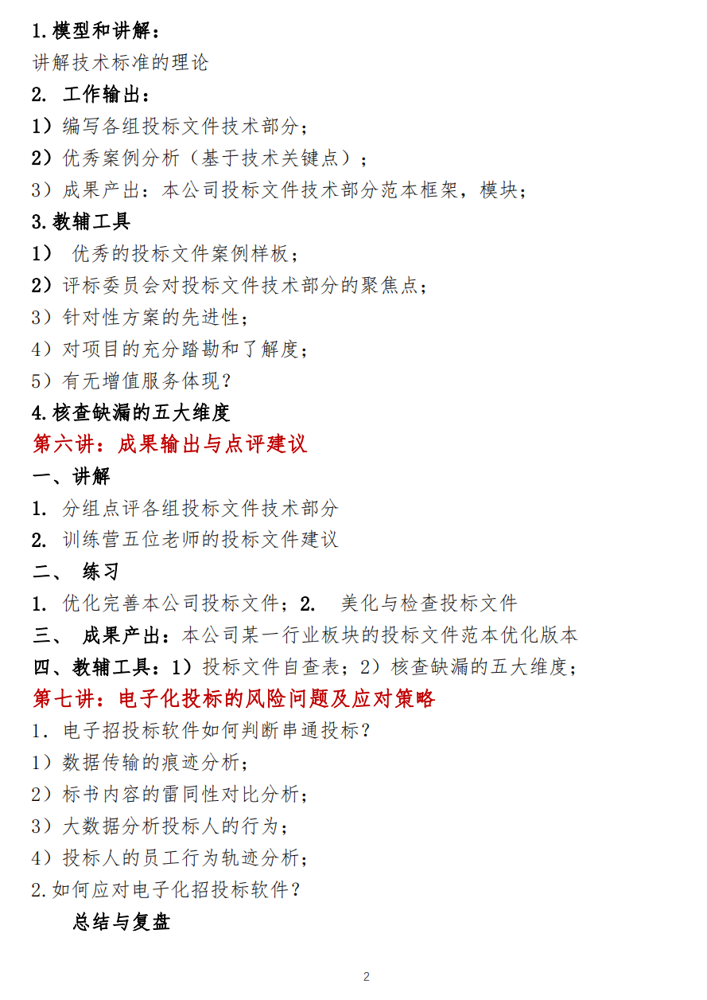 1.模型和讲解：
讲解技术标准的理论
2. 工作输出：
1）编写各组投标文件技术部分；
2）优秀案例分析（基于技术关键点）；
3）成果产出：本公司投标文件技术部分范本框架，模块；
3.教辅工具
1） 优秀的投标文件案例样板；
2）评标委员会对投标文件技术部分的聚焦点；
3）针对性方案的先进性；
4）对项目的充分踏勘和了解度；
5）有无增值服务体现？
4.核查缺漏的五大维度
第六讲：成果输出与点评建议
一、讲解
1. 分组点评各组投标文件技术部分
2. 训练营五位老师的投标文件建议
二、 练习
1. 优化完善本公司投标文件；2. 美化与检查投标文件
三、 成果产出：本公司某一行业板块的投标文件范本优化版本
四、教辅工具：1）投标文件自查表；2）核查缺漏的五大维度；
第七讲：电子化投标的风险问题及应对策略
1．电子招投标软件如何判断串通投标？
1）数据传输的痕迹分析；
2）标书内容的雷同性对比分析；
3）大数据分析投标人的行为；
4）投标人的员工行为轨迹分析；
2.如何应对电子化招投标软件？
总结与复盘
2